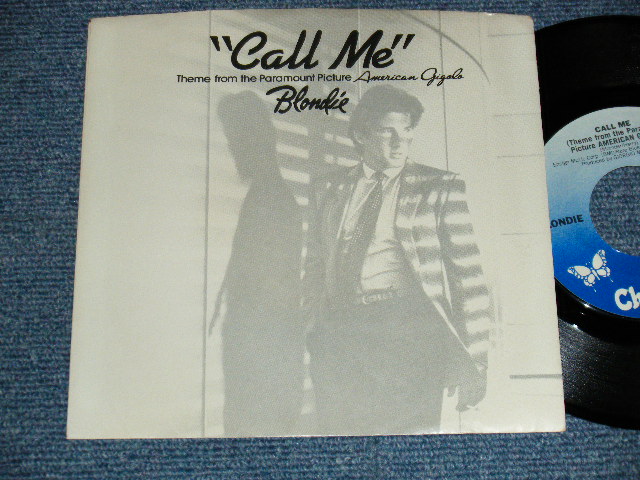 "Call Me"
Theme from the Paramount Picture American Gigolo
Blondie
CALL ME
(Theme from the Par
Picture AMERICAN G
LONDIE
Ch